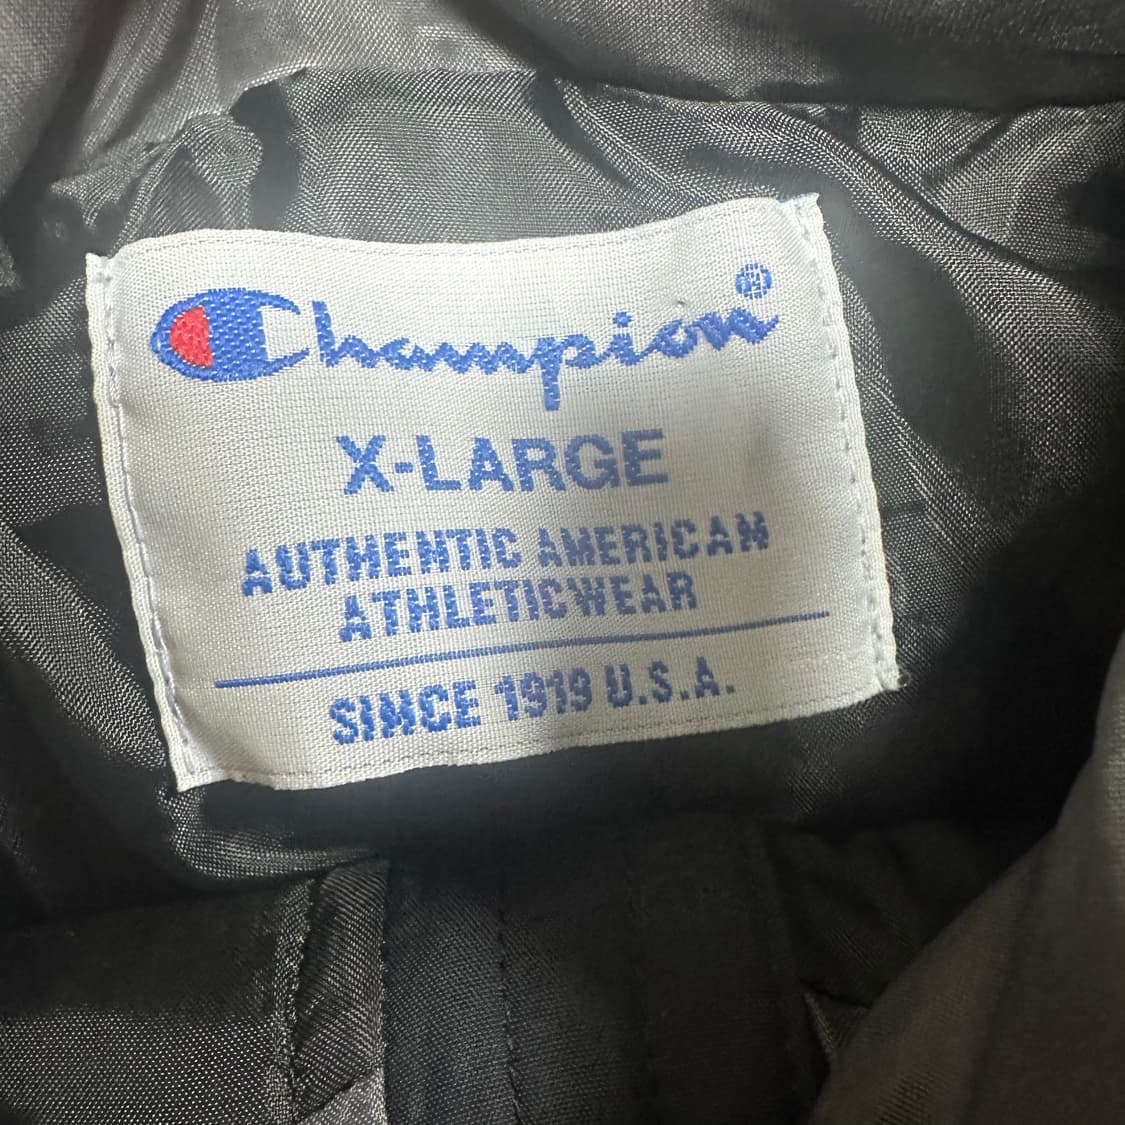 Champion®
X-LARGE
AUTHENTIC AMERICAN
ATHLETICWEAR
SINCE 1919 U.S.A.